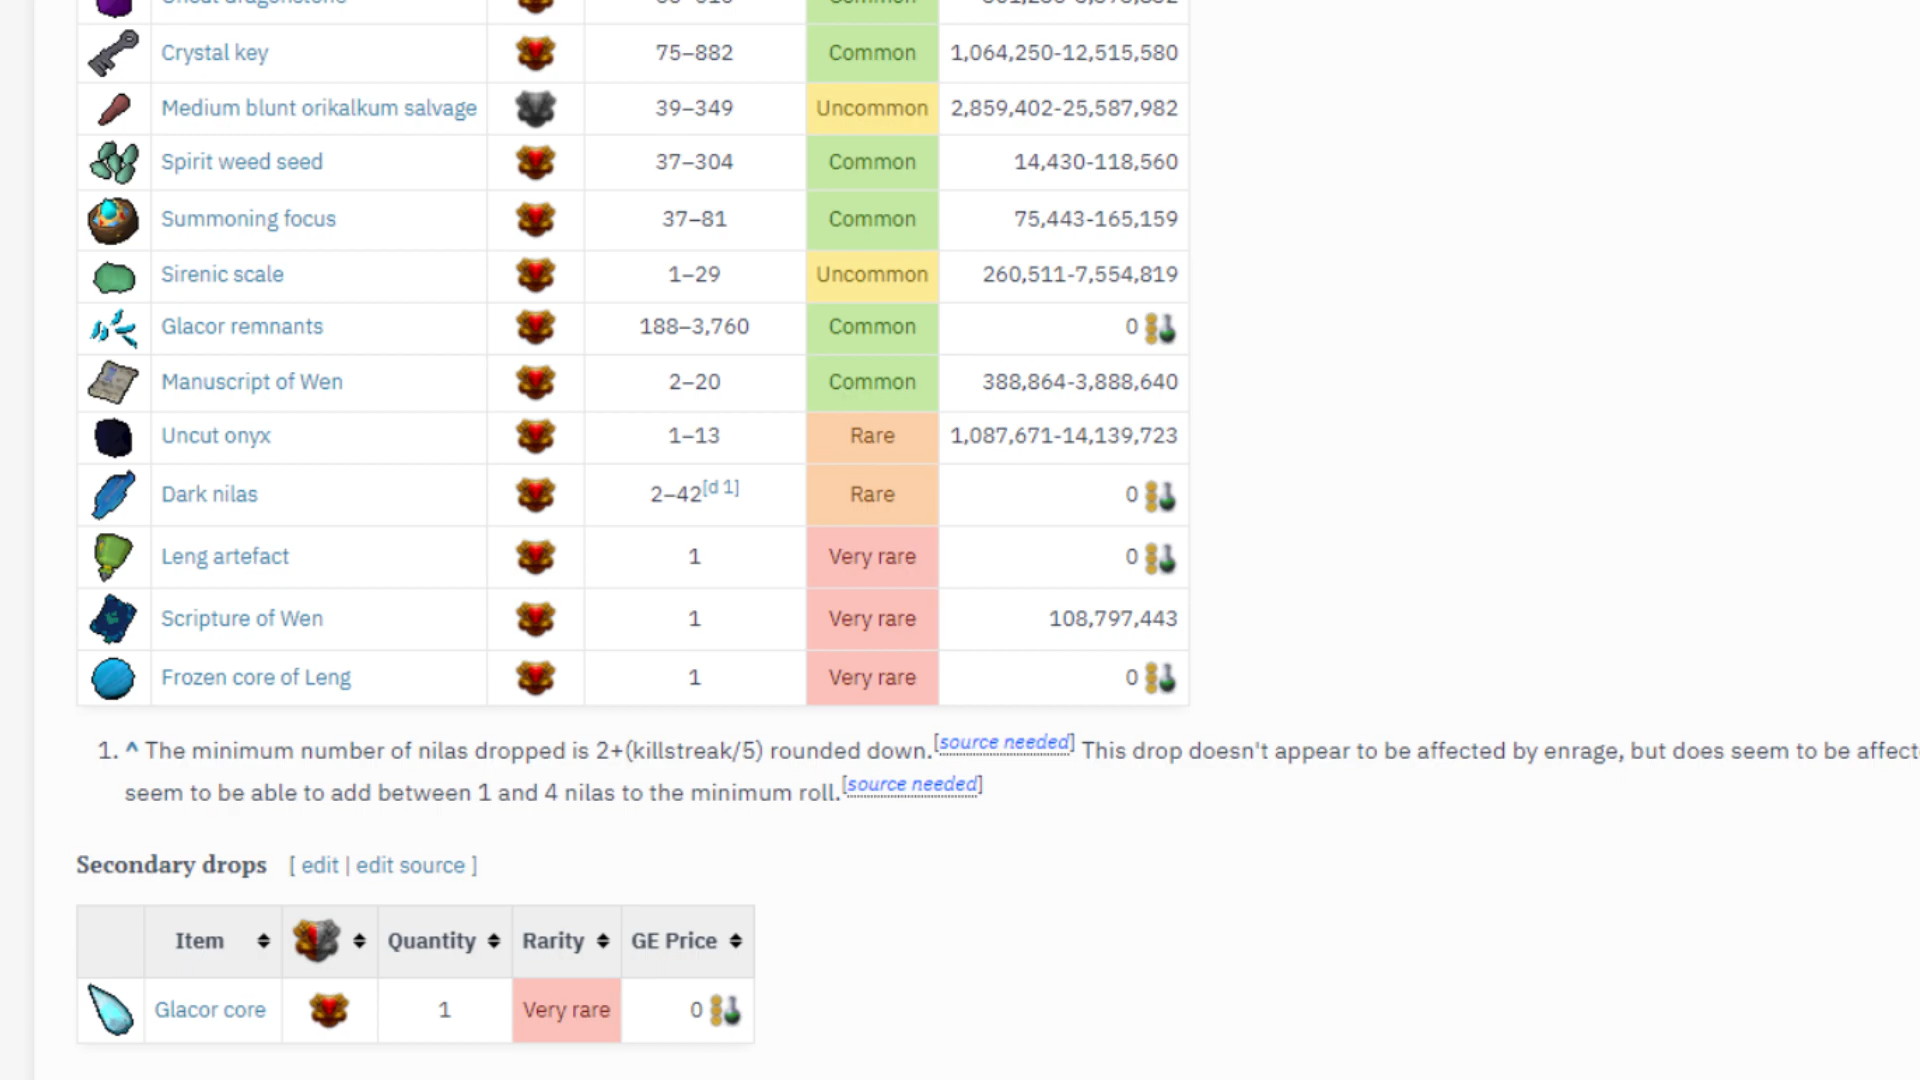 Uncut dragonstone Common
Crystal key 75–882 Common 1,064,250-12,515,580
Medium blunt orikalkum salvage 39–349 Uncommon 2,859,402-25,587,982
Spirit weed seed 37–304 Common 14,430-118,560
Summoning focus 37–81 Common 75,443-165,159
Sirenic scale 1–29 Uncommon 260,511-7,554,819
Glacor remnants 188–3,760 Common 0
Manuscript of Wen 2–20 Common 388,864-3,888,640
Uncut onyx 1–13 Rare 1,087,671-14,139,723
Dark nilas 2–42[d 1] Rare 0
Leng artefact 1 Very rare 0
Scripture of Wen 1 Very rare 108,797,443
Frozen core of Leng 1 Very rare 0
1. ^ The minimum number of nilas dropped is 2+(killstreak/5) rounded down.[source needed] This drop doesn't appear to be affected by enrage, but does seem to be affect
seem to be able to add between 1 and 4 nilas to the minimum roll.[source needed]
Secondary drops [ edit | edit source ]
Item Quantity Rarity GE Price
Glacor core 1 Very rare 0